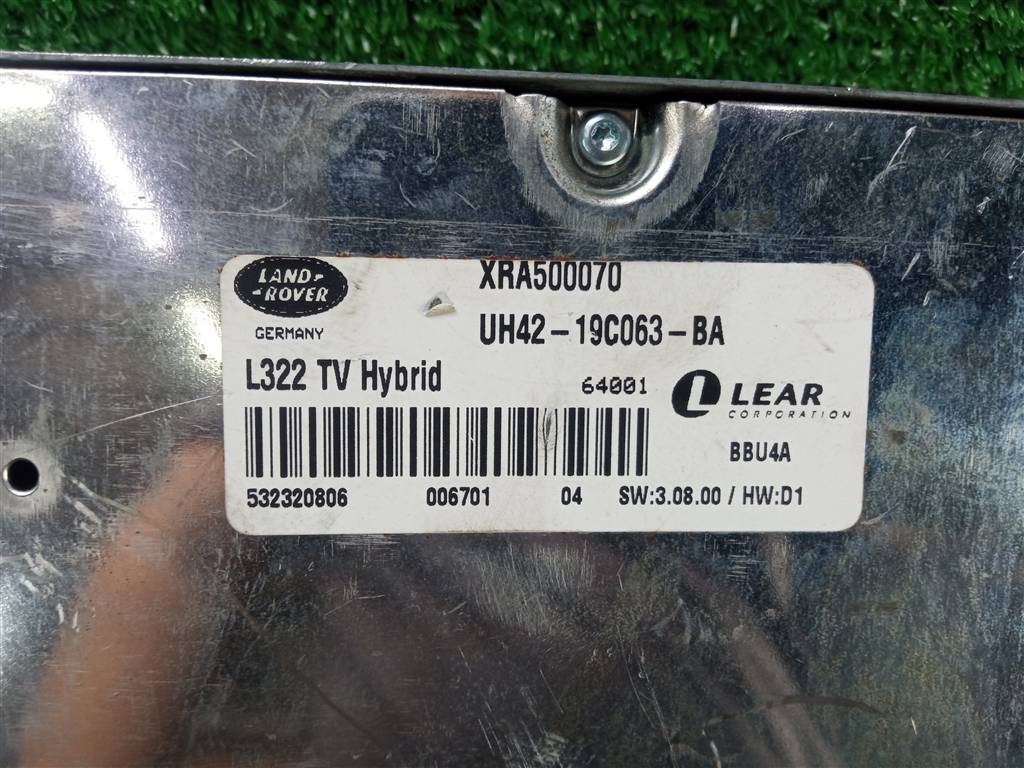 LAND-
-ROVER
GERMANY
XRA500070
UH42-19C063-BA
L322 TV Hybrid
64001
LEAR
CORPORATION
BBU4A
532320806 006701 04 SW:3.08.00 / HW:D1